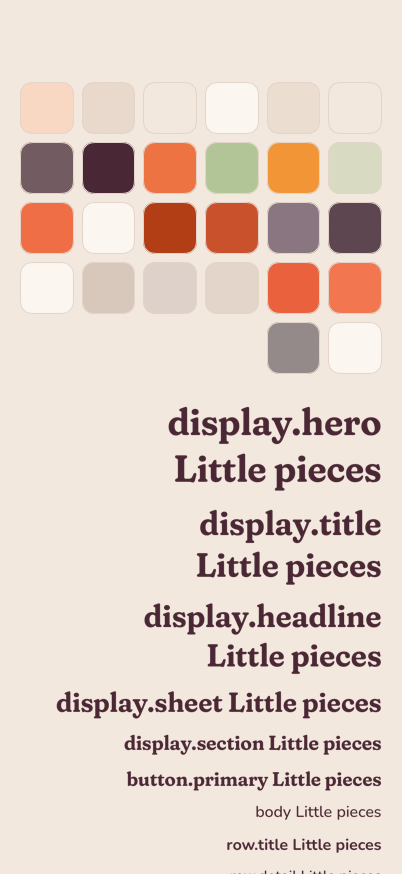 display.hero
Little pieces
display.title
Little pieces
display.headline
Little pieces
display.sheet Little pieces
display.section Little pieces
button.primary Little pieces
body Little pieces
row.title Little pieces